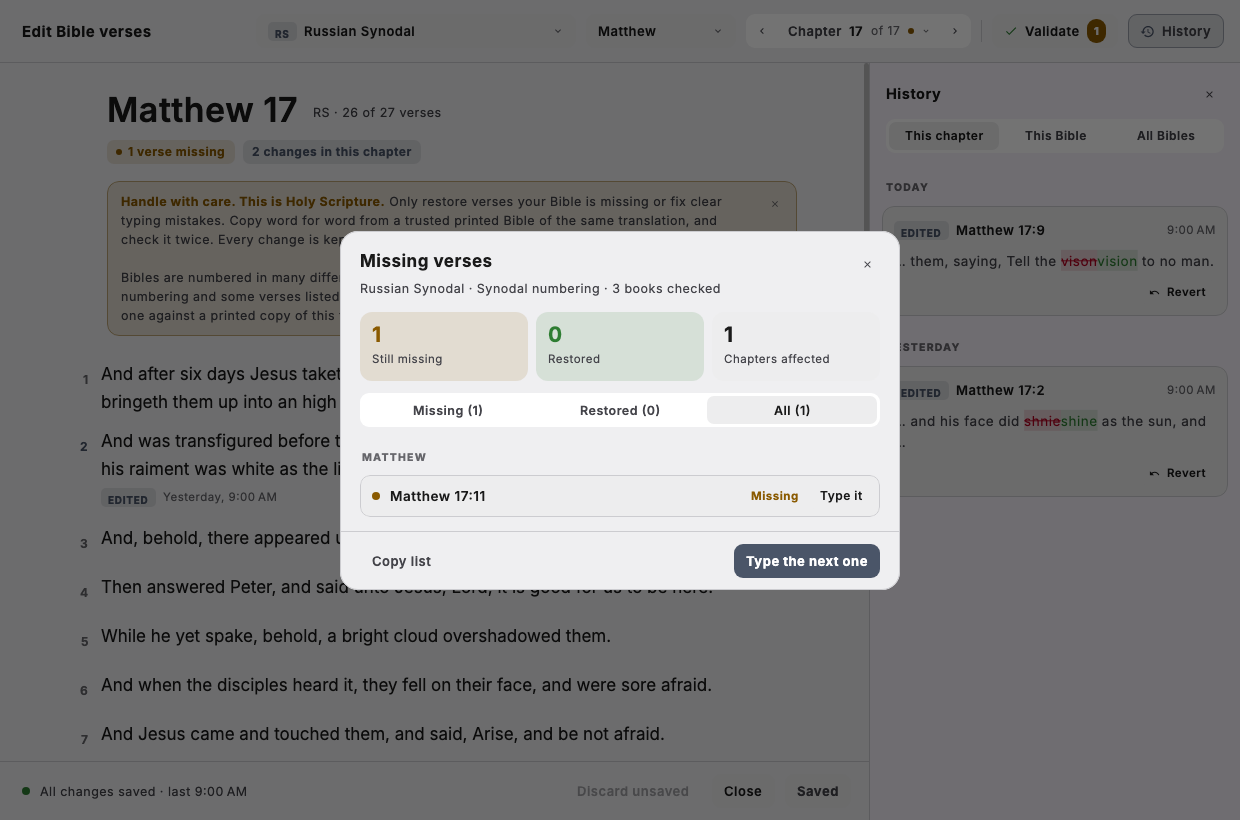 Edit Bible verses
RS Russian Synodal
Matthew
Chapter 17 of 17
Validate 1
History
Matthew 17 RS · 26 of 27 verses
1 verse missing 2 changes in this chapter
Handle with care. This is Holy Scripture. Only restore verses your Bible is missing or fix clear
typing mistakes. Copy word for word from a trusted printed Bible of the same translation, and
check it twice. Every change is
Bibles are numbered in many
numbering and some verses listed
one against a printed copy of this
1 And after six days Jesus
bringeth them up into an high
2 And was transfigured before
his raiment was white as the
EDITED Yesterday, 9:00 AM
3 And, behold, there appeared
4 Then answered Peter, and said unto Jesus, Lord, it is good for us to be here.
5 While he yet spake, behold, a bright cloud overshadowed them.
6 And when the disciples heard it, they fell on their face, and were sore afraid.
7 And Jesus came and touched them, and said, Arise, and be not afraid.
All changes saved · last 9:00 AM
Discard unsaved Close Saved
Missing verses
Russian Synodal · Synodal numbering · 3 books checked
1
Still missing
0
Restored
1
Chapters affected
Missing (1) Restored (0) All (1)
MATTHEW
Matthew 17:11 Missing Type it
Copy list Type the next one
History
This chapter This Bible All Bibles
TODAY
EDITED Matthew 17:9 9:00 AM
them, saying, Tell the visonvision to no man.
Revert
EDITED Matthew 17:2 9:00 AM
and his face did shnieshine as the sun, and
Revert